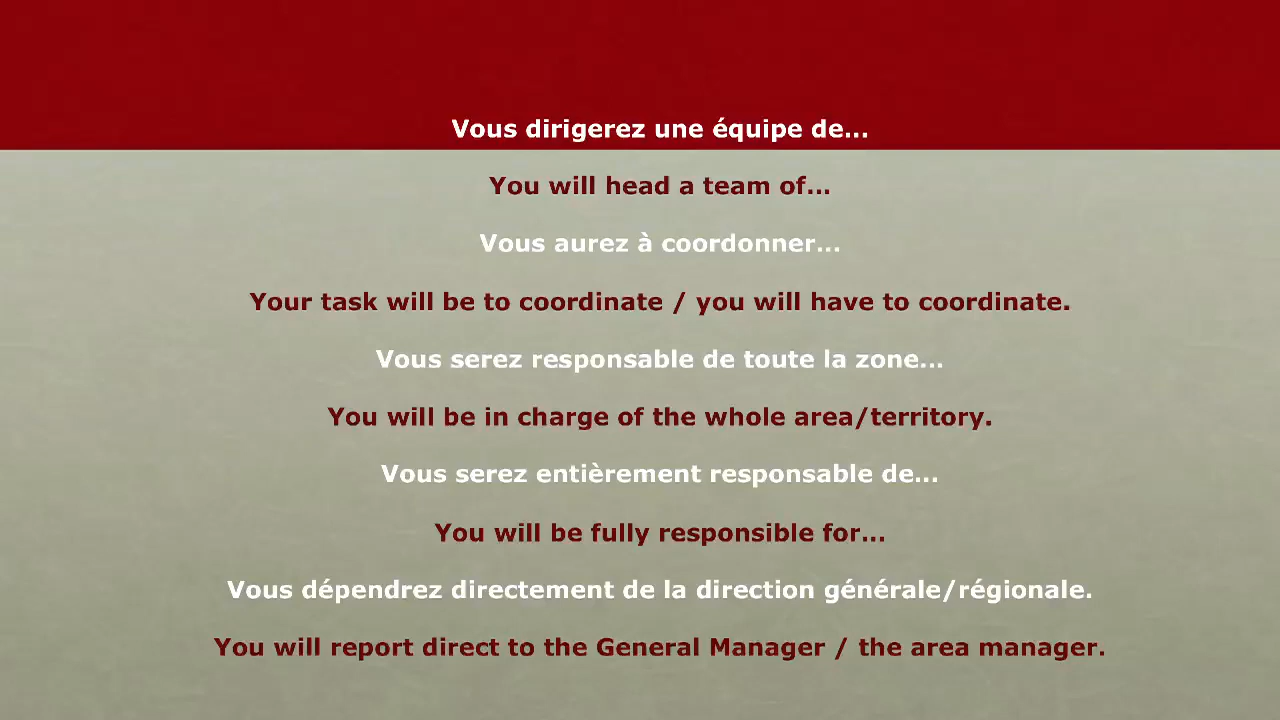 Vous dirigerez une équipe de...
You will head a team of...
Vous aurez à coordonner...
Your task will be to coordinate / you will have to coordinate.
Vous serez responsable de toute la zone...
You will be in charge of the whole area/territory.
Vous serez entièrement responsable de...
You will be fully responsible for...
Vous dépendrez directement de la direction générale/régionale.
You will report direct to the General Manager / the area manager.